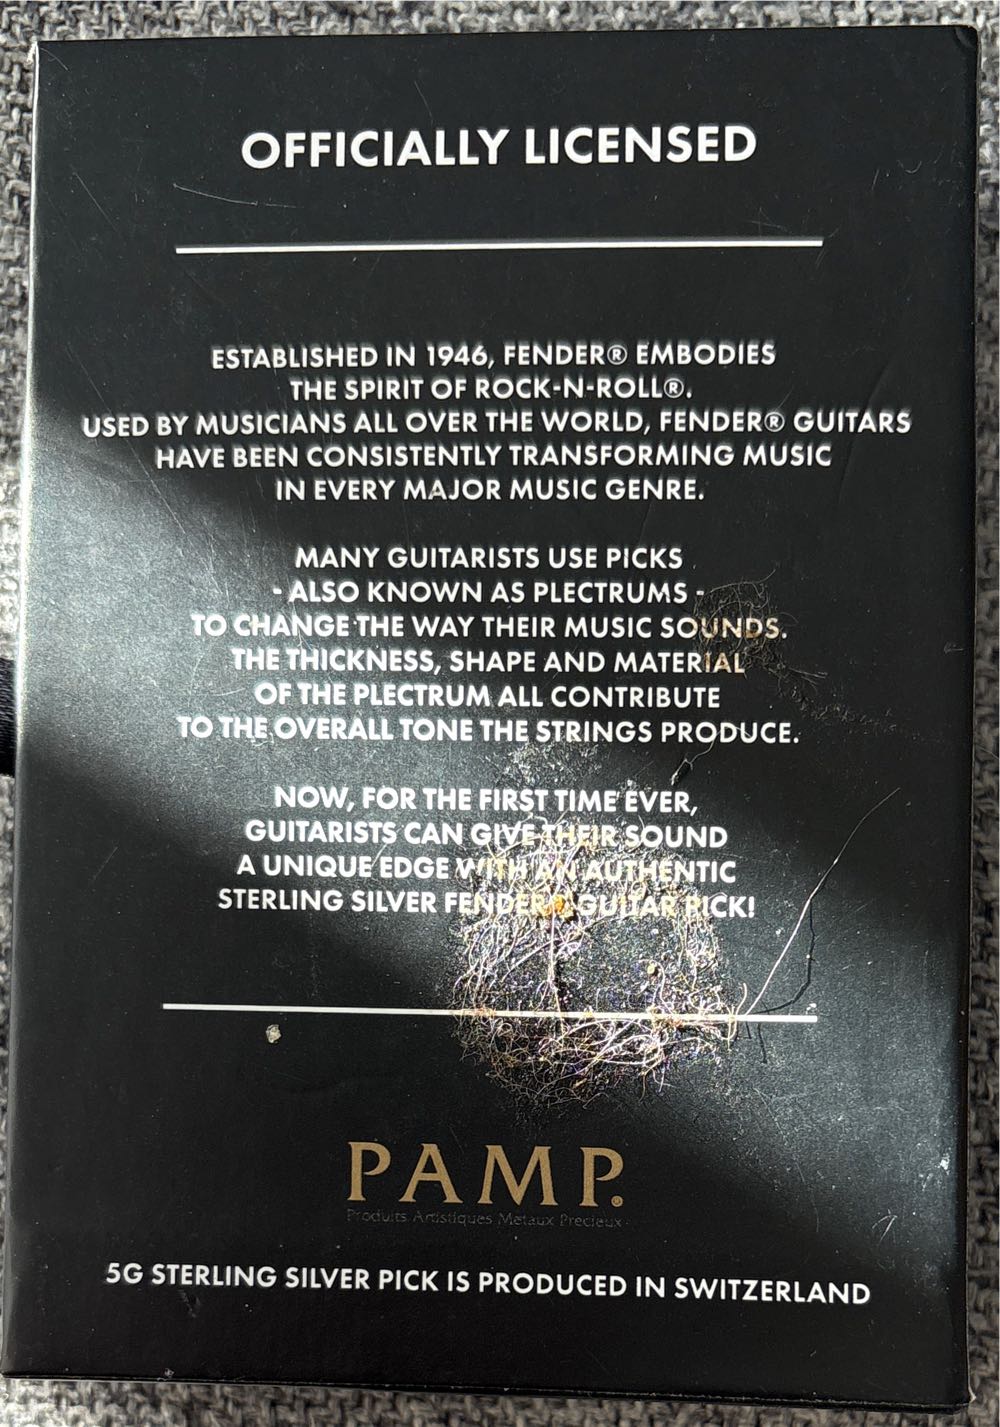 OFFICIALLY LICENSED
ESTABLISHED IN 1946, FENDER® EMBODIES
THE SPIRIT OF ROCK-N-ROLL®.
USED BY MUSICIANS ALL OVER THE WORLD, FENDER® GUITARS
HAVE BEEN CONSISTENTLY TRANSFORMING MUSIC
IN EVERY MAJOR MUSIC GENRE.
MANY GUITARISTS USE PICKS
- ALSO KNOWN AS PLECTRUMS -
TO CHANGE THE WAY THEIR MUSIC SOUNDS.
THE THICKNESS, SHAPE AND MATERIAL
OF THE PLECTRUM ALL CONTRIBUTE
TO THE OVERALL TONE THE STRINGS PRODUCE.
NOW, FOR THE FIRST TIME EVER,
GUITARISTS CAN GIVE THEIR SOUND
A UNIQUE EDGE WITH AN AUTHENTIC
STERLING SILVER FENDER® GUITAR PICK!
PAMP.
Produits Artistiques Métaux Précieux
5G STERLING SILVER PICK IS PRODUCED IN SWITZERLAND